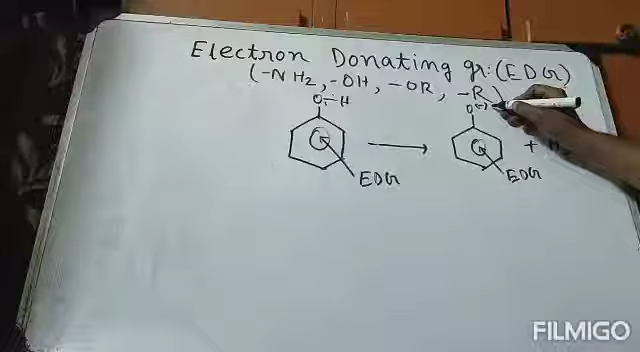 Electron Donating gr: (EDG)
(-NH2, -OH, -OR, -R)
O-H
O(-)
EDG
EDG
+ H
FILMIGO